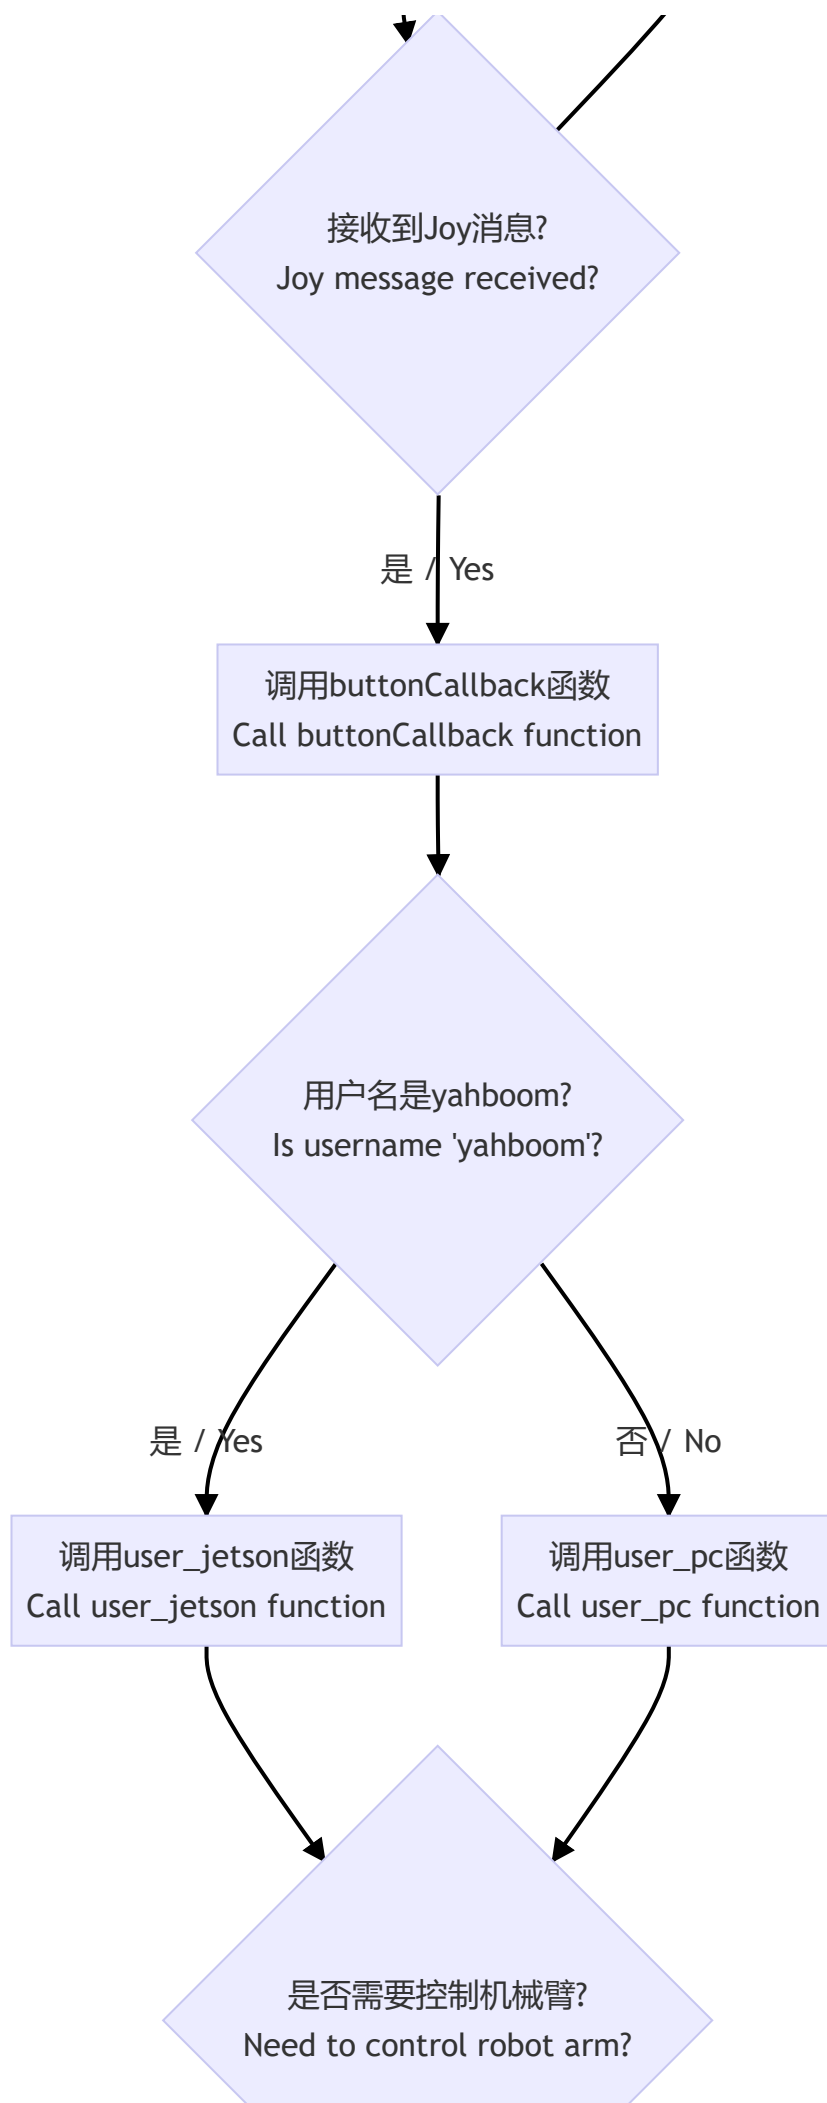 接收到Joy消息?
Joy message received?
是 / Yes
调用buttonCallback函数
Call buttonCallback function
用户名是yahboom?
Is username 'yahboom'?
是 / Yes
否 / No
调用user_jetson函数
Call user_jetson function
调用user_pc函数
Call user_pc function
是否需要控制机械臂?
Need to control robot arm?